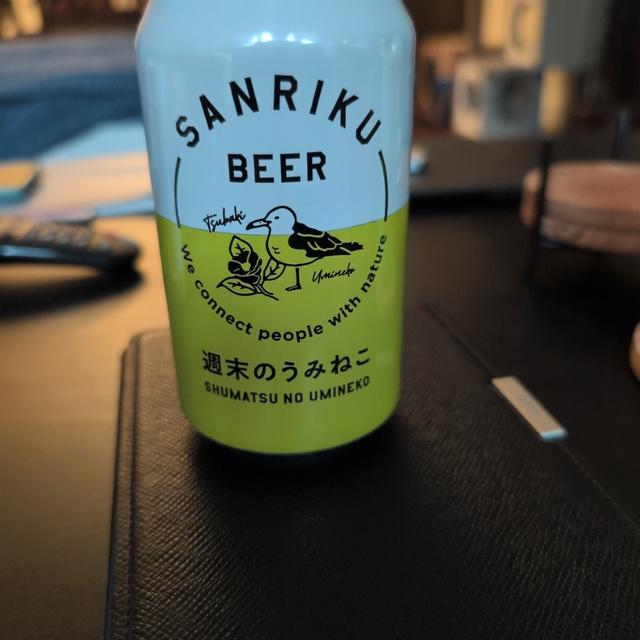 SANRIKU
BEER
Tsubaki
Umineko
We connect people with nature
週末のうみねこ
SHUMATSU NO UMINEKO